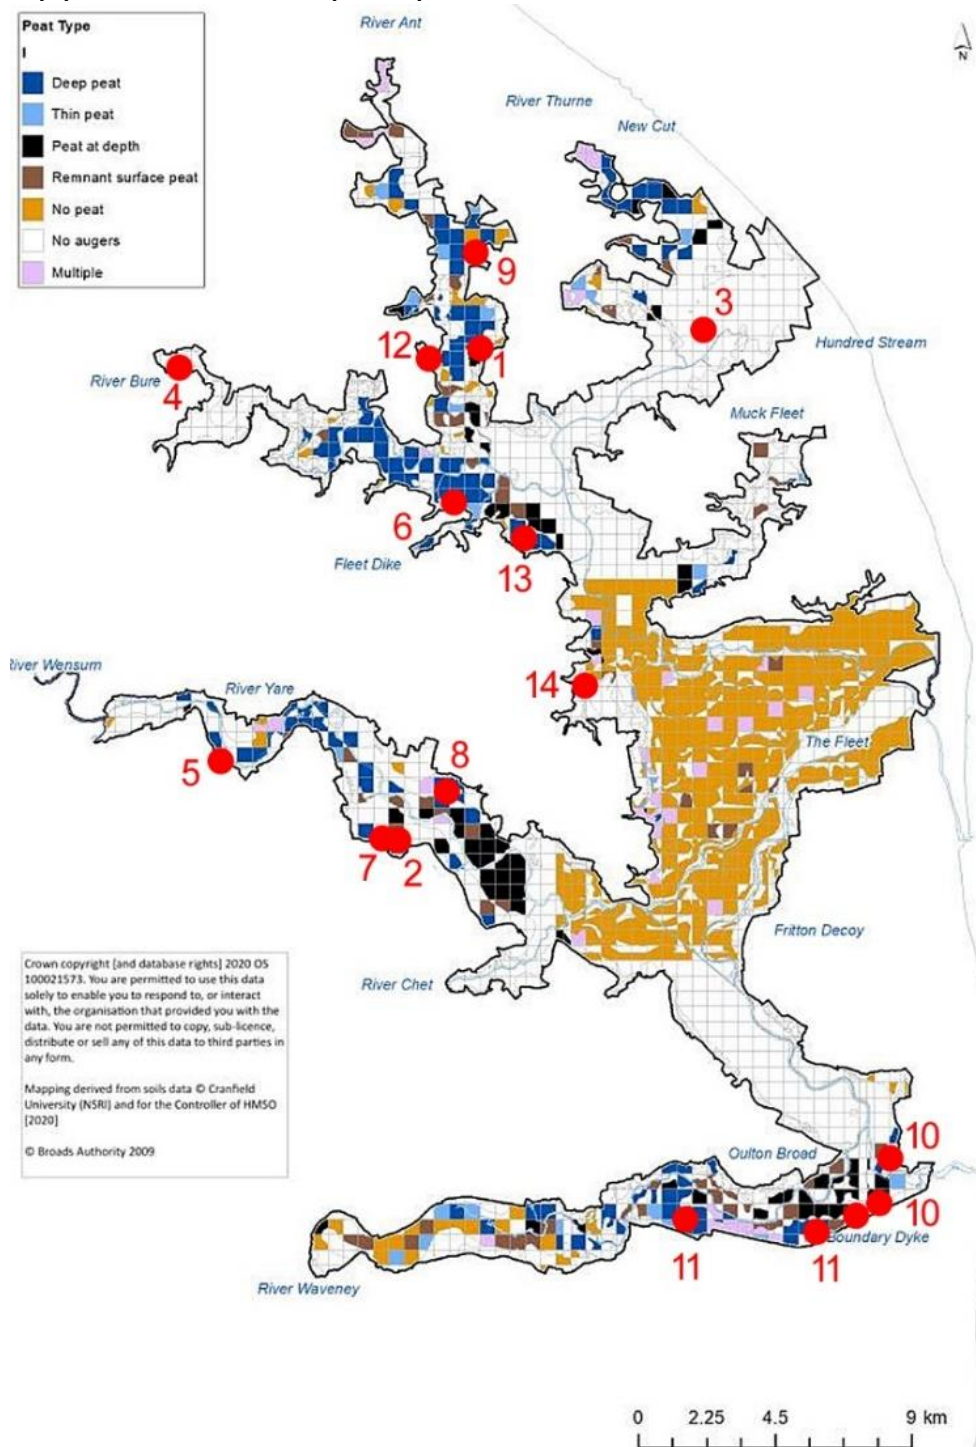 River Ant
Peat Type
I
Deep peat
Thin peat
Peat at depth
Remnant surface peat
No peat
No augers
Multiple
N
River Thurne
New Cut
9
3
12
1
Hundred Stream
River Bure
4
Muck Fleet
6
Fleet Dike
13
River Wensum
River Yare
14
The Fleet
5
8
7
2
Fritton Decoy
River Chet
Crown copyright [and database rights] 2020 OS
100021573. You are permitted to use this data
solely to enable you to respond to, or interact
with, the organisation that provided you with the
data. You are not permitted to copy, sub-licence,
distribute or sell any of this data to third parties in
any form.
Mapping derived from soils data © Cranfield
University (NSRI) and for the Controller of HMSO
[2020]
© Broads Authority 2009
10
Oulton Broad
10
Boundary Dyke
11
11
River Waveney
0 2.25 4.5 9 km